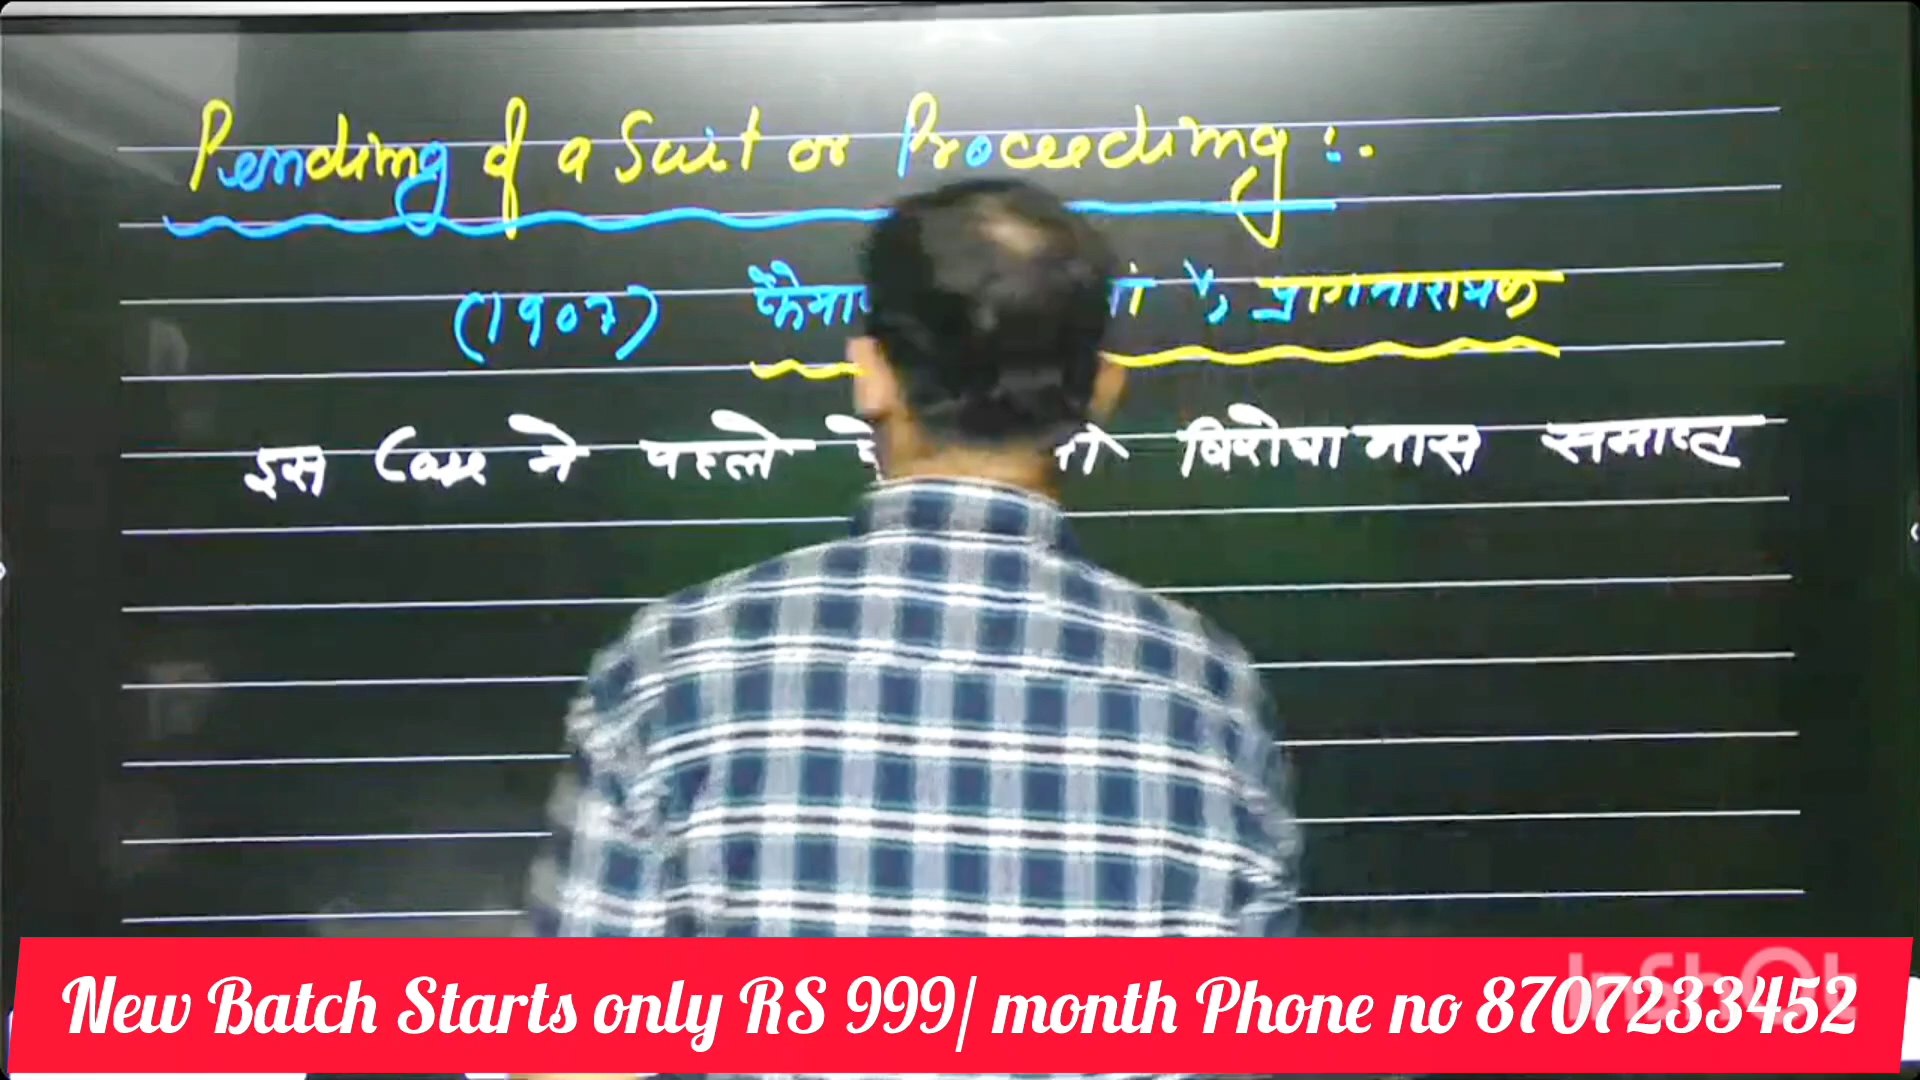 Pending of a Suit or Proceeding :.
(1907) फैमा v, प्रागनारायण
इस Case ने पहले विरोधामास समाप्त
New Batch Starts only RS 999/ month Phone no 8707233452
InShOt